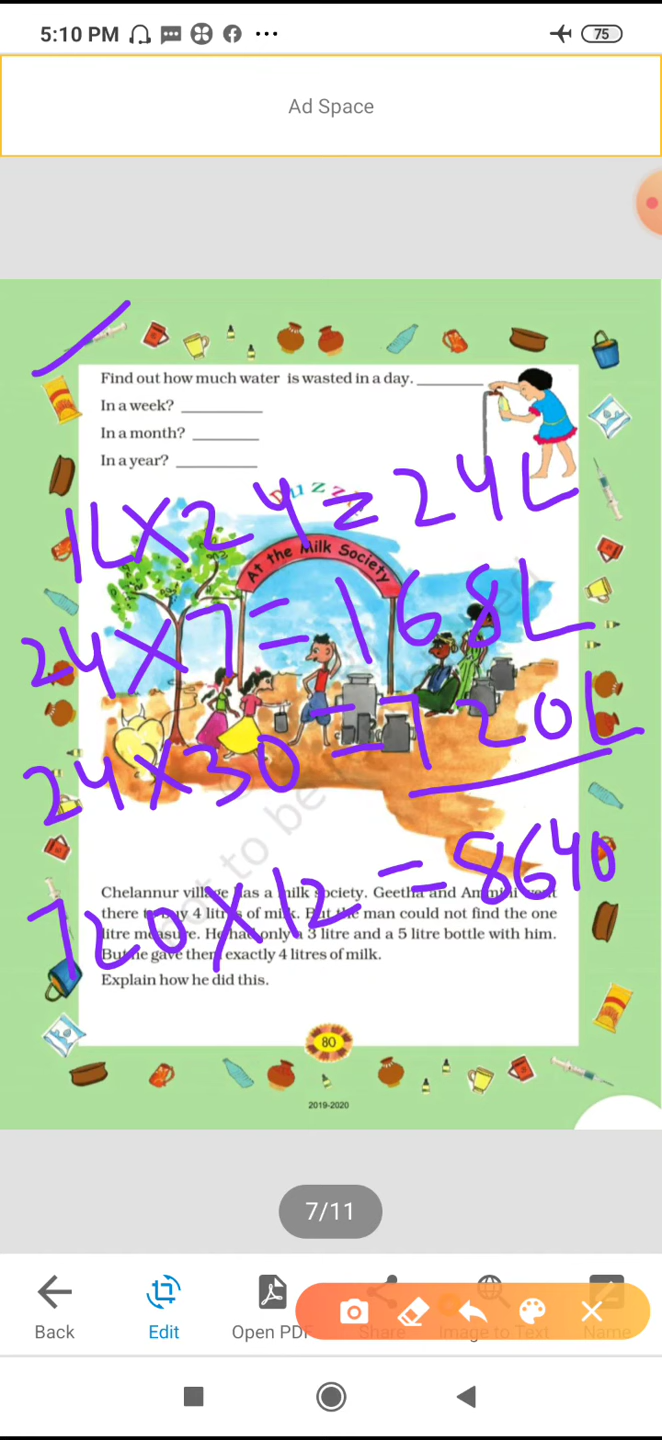 5:10 PM
75
Ad Space
Find out how much water is wasted in a day.
In a week?
In a month?
In a year?
1L×24=24L
At the Milk Society
24×7=168L
24×30=720L
720×12=8640
Chelannur village has a milk society. Geetha and Ammini went
there to buy 4 litres of milk. But the man could not find the one
litre measure. He had only a 3 litre and a 5 litre bottle with him.
But he gave them exactly 4 litres of milk.
Explain how he did this.
80
2019-2020
7/11
Back
Edit
Open PDF
Share
Image to Text
Name